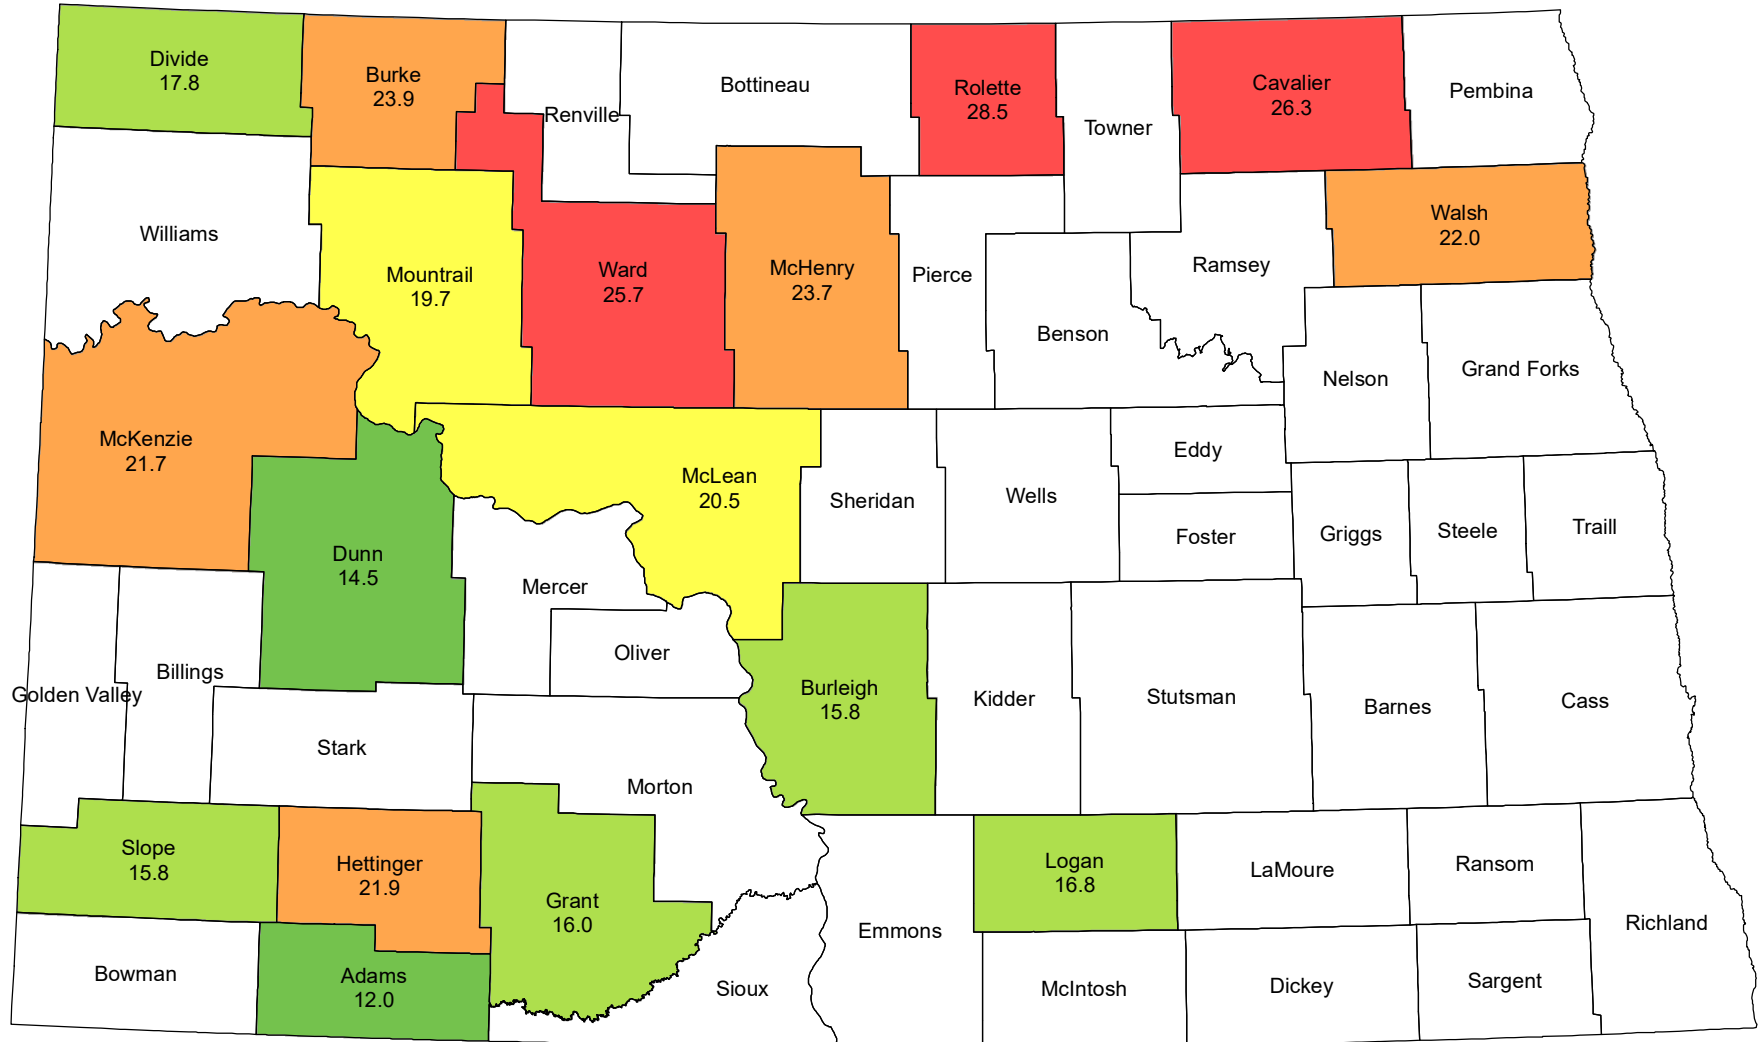 Divide
17.8
Burke
23.9
Renville
Bottineau
Rolette
28.5
Towner
Cavalier
26.3
Pembina
Williams
Mountrail
19.7
Ward
25.7
McHenry
23.7
Pierce
Benson
Ramsey
Walsh
22.0
Nelson
Grand Forks
McKenzie
21.7
Dunn
14.5
McLean
20.5
Sheridan
Wells
Eddy
Foster
Griggs
Steele
Traill
Mercer
Oliver
Golden Valley
Billings
Stark
Morton
Burleigh
15.8
Kidder
Stutsman
Barnes
Cass
Slope
15.8
Hettinger
21.9
Grant
16.0
Logan
16.8
LaMoure
Ransom
Richland
Bowman
Adams
12.0
Sioux
Emmons
McIntosh
Dickey
Sargent